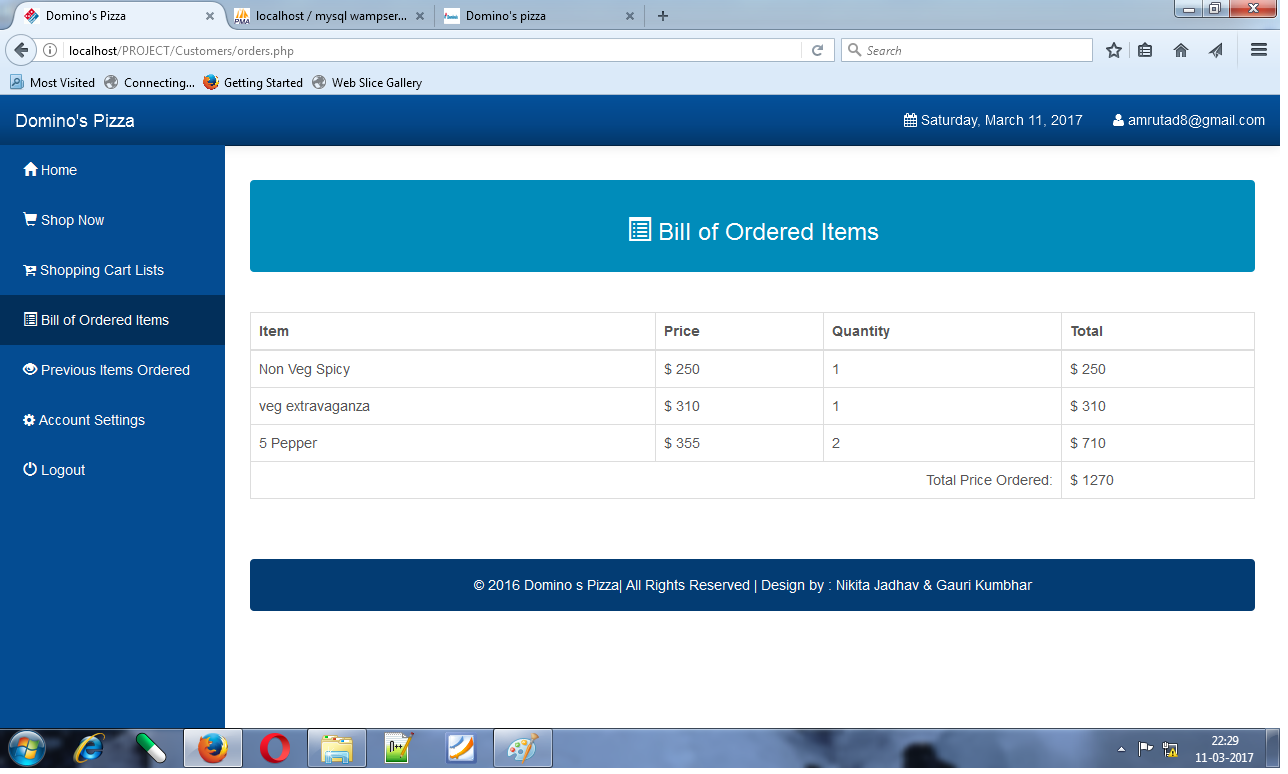 Domino's Pizza
localhost / mysql wampser...
Domino's pizza
localhost/PROJECT/Customers/orders.php
Search
Most Visited Connecting... Getting Started Web Slice Gallery
Domino's Pizza
Saturday, March 11, 2017
amrutad8@gmail.com
Home
Shop Now
Shopping Cart Lists
Bill of Ordered Items
Previous Items Ordered
Account Settings
Logout
Bill of Ordered Items
Item Price Quantity Total
Non Veg Spicy $ 250 1 $ 250
veg extravaganza $ 310 1 $ 310
5 Pepper $ 355 2 $ 710
Total Price Ordered: $ 1270
© 2016 Domino s Pizza| All Rights Reserved | Design by : Nikita Jadhav & Gauri Kumbhar
22:29
11-03-2017